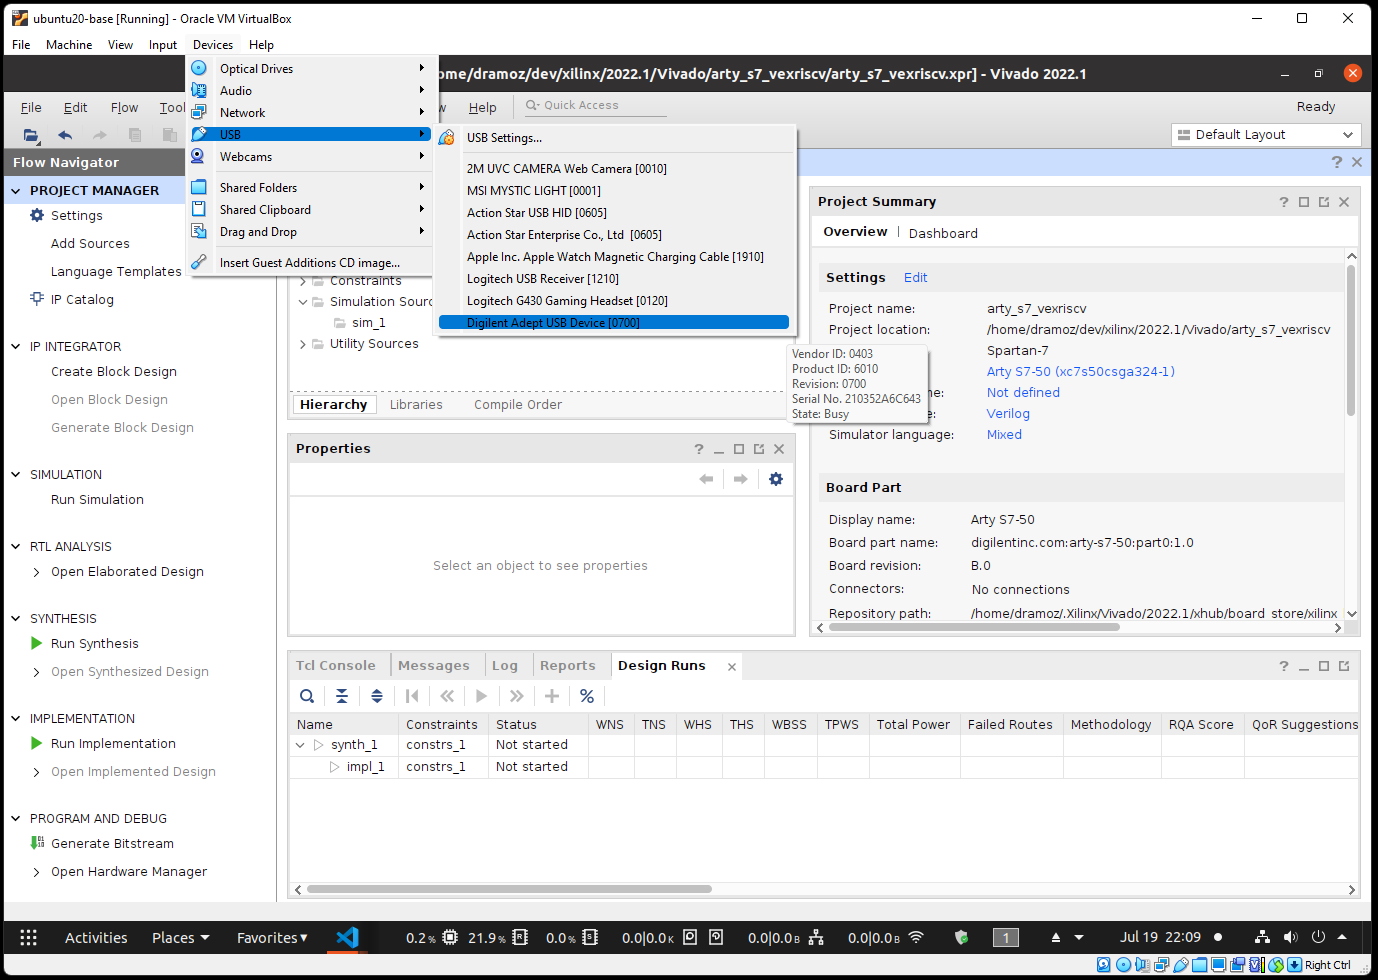 ubuntu20-base [Running] - Oracle VM VirtualBox
File Machine View Input Devices Help
ome/dramoz/dev/xilinx/2022.1/Vivado/arty_s7_vexriscv/arty_s7_vexriscv.xpr] - Vivado 2022.1
File Edit Flow Tool w Help Quick Access Ready
Default Layout
Optical Drives
Audio
Network
USB
Webcams
Shared Folders
Shared Clipboard
Drag and Drop
Insert Guest Additions CD image...
USB Settings...
2M UVC CAMERA Web Camera [0010]
MSI MYSTIC LIGHT [0001]
Action Star USB HID [0605]
Action Star Enterprise Co., Ltd [0605]
Apple Inc. Apple Watch Magnetic Charging Cable [1910]
Logitech USB Receiver [1210]
Logitech G430 Gaming Headset [0120]
Digilent Adept USB Device [0700]
Vendor ID: 0403
Product ID: 6010
Revision: 0700
Serial No. 210352A6C643
State: Busy
Flow Navigator
PROJECT MANAGER
Settings
Add Sources
Language Templates
IP Catalog
IP INTEGRATOR
Create Block Design
Open Block Design
Generate Block Design
SIMULATION
Run Simulation
RTL ANALYSIS
Open Elaborated Design
SYNTHESIS
Run Synthesis
Open Synthesized Design
IMPLEMENTATION
Run Implementation
Open Implemented Design
PROGRAM AND DEBUG
Generate Bitstream
Open Hardware Manager
Constraints
Simulation Sourc
sim_1
Utility Sources
Hierarchy Libraries Compile Order
Properties
Select an object to see properties
Project Summary
Overview Dashboard
Settings Edit
Project name: arty_s7_vexriscv
Project location: /home/dramoz/dev/xilinx/2022.1/Vivado/arty_s7_vexriscv
Spartan-7
Arty S7-50 (xc7s50csga324-1)
e: Not defined
: Verilog
Simulator language: Mixed
Board Part
Display name: Arty S7-50
Board part name: digilentinc.com:arty-s7-50:part0:1.0
Board revision: B.0
Connectors: No connections
Repository path: /home/dramoz/.Xilinx/Vivado/2022.1/xhub/board_store/xilinx
Tcl Console Messages Log Reports Design Runs
Name Constraints Status WNS TNS WHS THS WBSS TPWS Total Power Failed Routes Methodology RQA Score QoR Suggestions
synth_1 constrs_1 Not started
impl_1 constrs_1 Not started
Activities Places Favorites 0.2% 21.9% 0.0% 0.0|0.0K 0.0|0.0B 0.0|0.0B 1 Jul 19 22:09
Right Ctrl